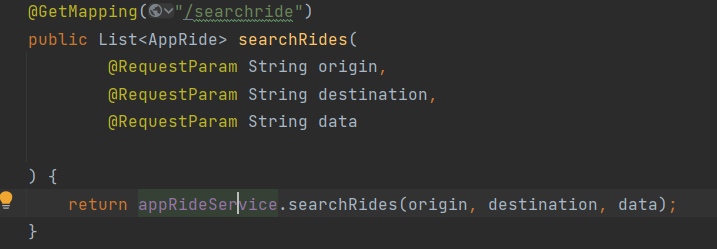 @GetMapping("/searchride")
public List<AppRide> searchRides(
@RequestParam String origin,
@RequestParam String destination,
@RequestParam String data
) {
return appRideService.searchRides(origin, destination, data);
}